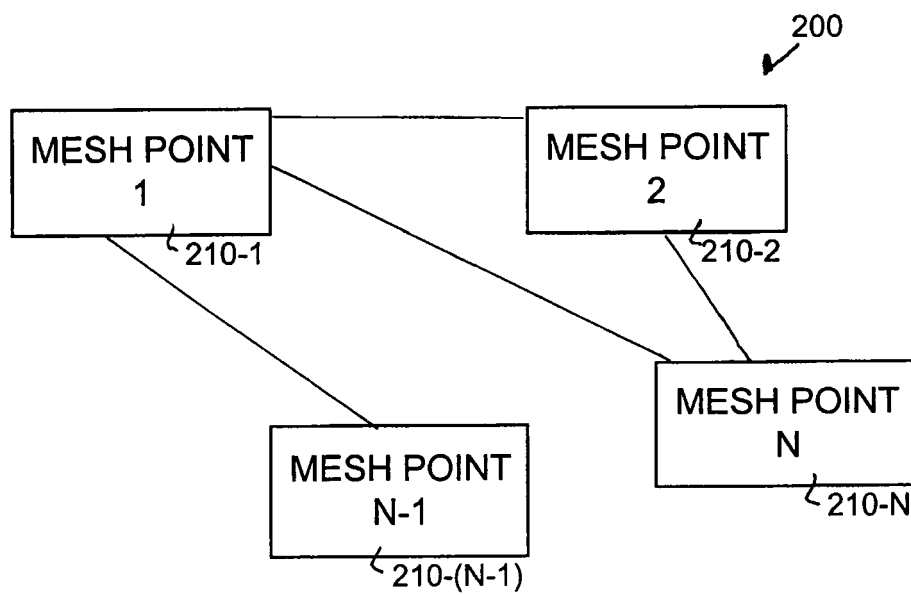 200
MESH POINT
1
210-1
MESH POINT
2
210-2
MESH POINT
N-1
210-(N-1)
MESH POINT
N
210-N